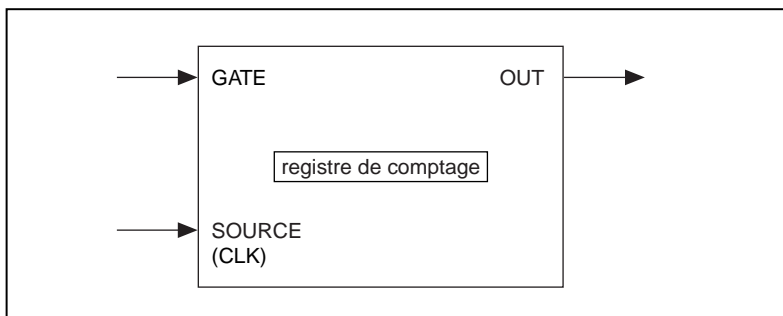 GATE
OUT
registre de comptage
SOURCE
(CLK)